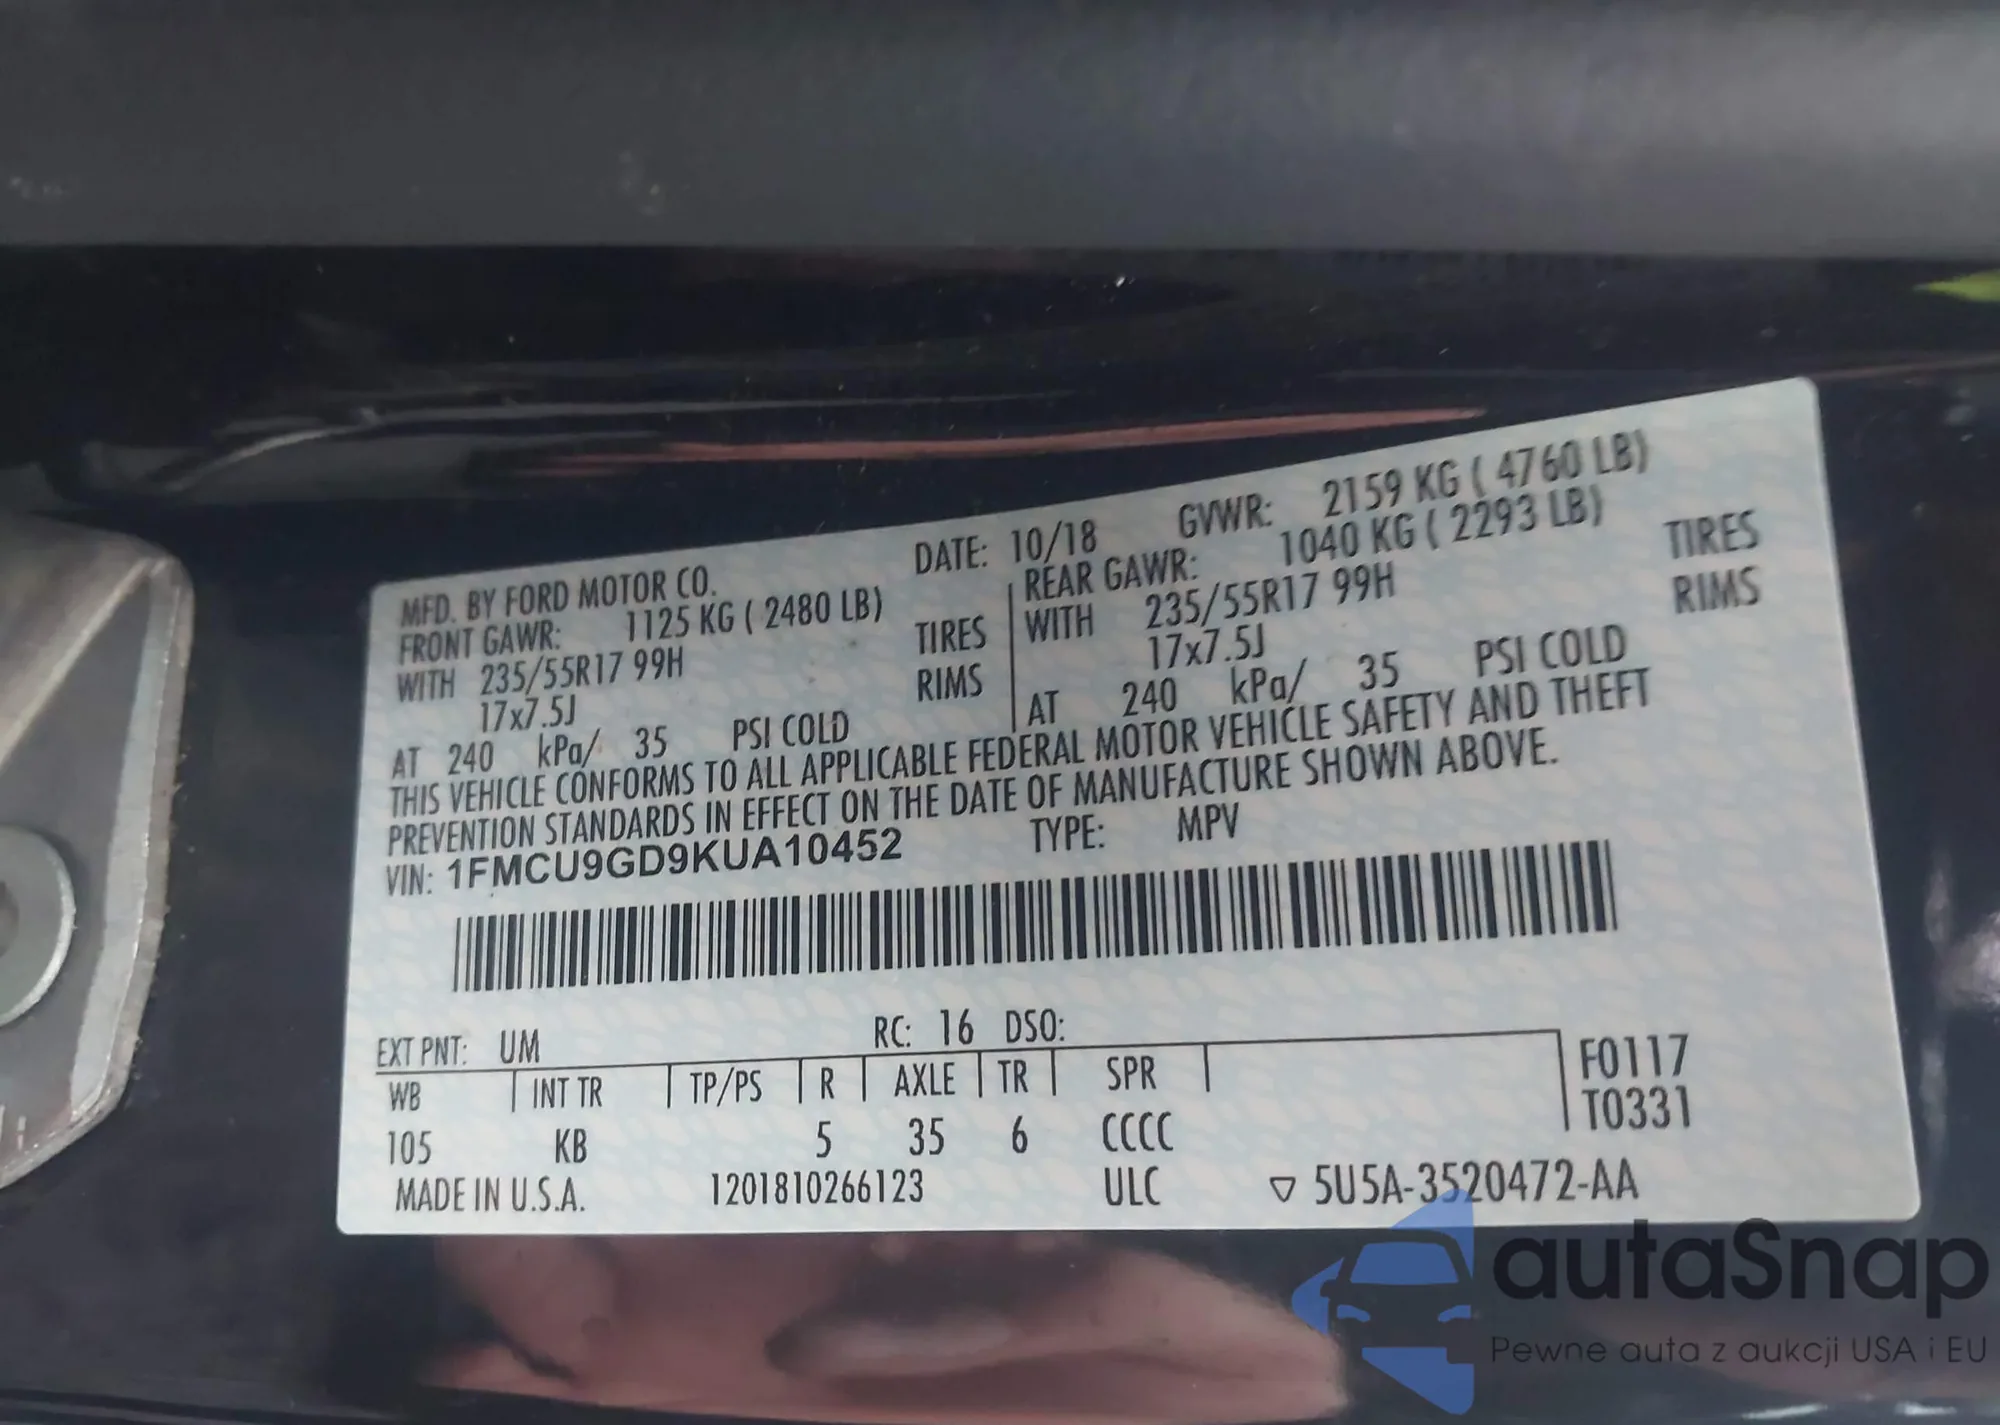 MFD. BY FORD MOTOR CO. DATE: 10/18 GVWR: 2159 KG ( 4760 LB)
FRONT GAWR: 1125 KG ( 2480 LB) REAR GAWR: 1040 KG ( 2293 LB)
WITH 235/55R17 99H TIRES WITH 235/55R17 99H TIRES
17x7.5J RIMS 17x7.5J RIMS
AT 240 kPa/ 35 PSI COLD AT 240 kPa/ 35 PSI COLD
THIS VEHICLE CONFORMS TO ALL APPLICABLE FEDERAL MOTOR VEHICLE SAFETY AND THEFT
PREVENTION STANDARDS IN EFFECT ON THE DATE OF MANUFACTURE SHOWN ABOVE.
VIN: 1FMCU9GD9KUA10452 TYPE: MPV
EXT PNT: UM RC: 16 DSO:
WB INT TR TP/PS R AXLE TR SPR F0117
T0331
105 KB 5 35 6 CCCC
MADE IN U.S.A. 1201810266123 ULC ▽ 5U5A-3520472-AA
autaSnap
Pewne auta z aukcji USA i EU